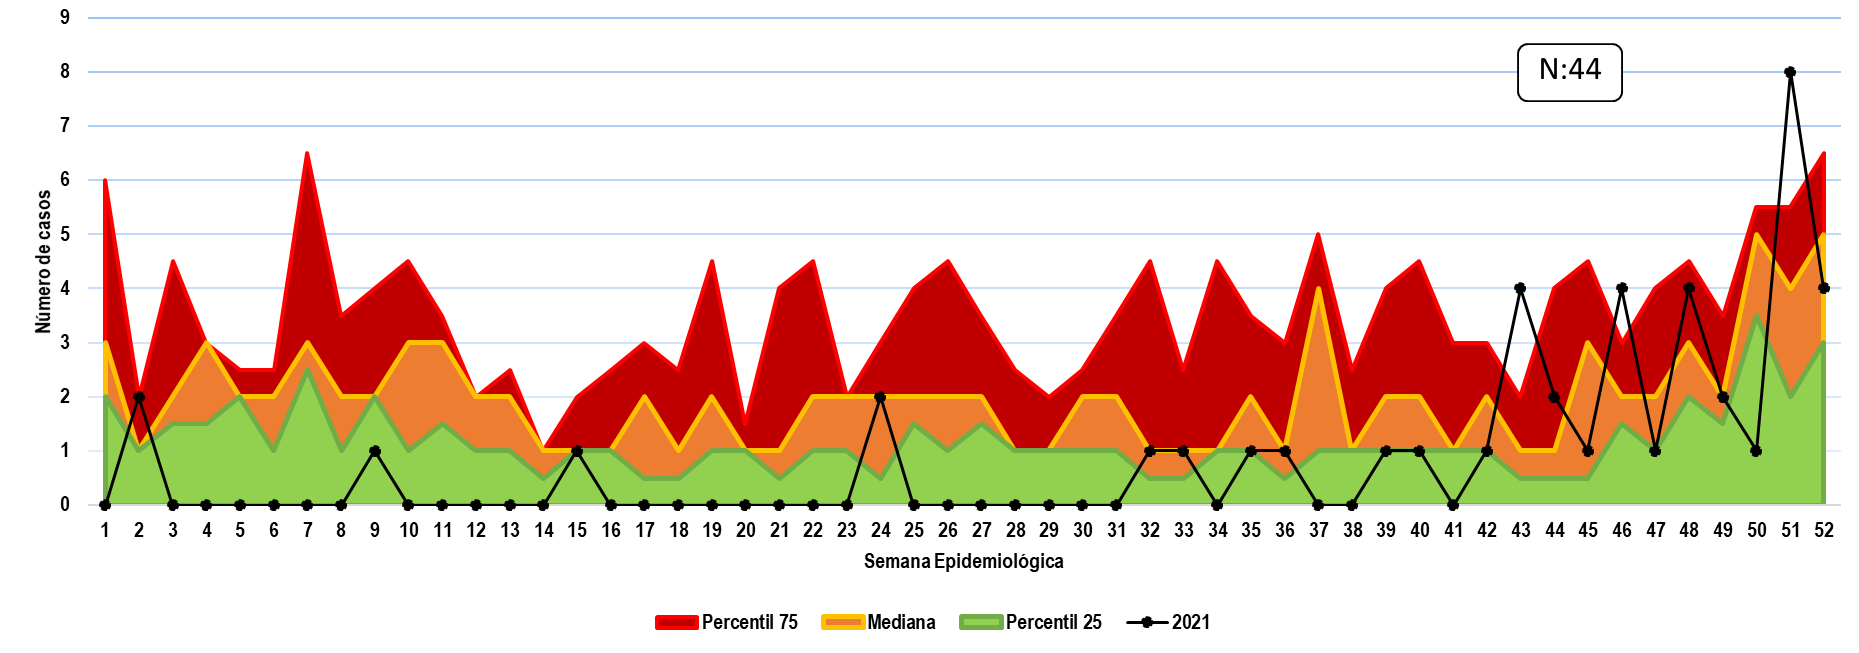 9
8
7
6
5
4
3
2
1
0
Número de casos
N:44
1 2 3 4 5 6 7 8 9 10 11 12 13 14 15 16 17 18 19 20 21 22 23 24 25 26 27 28 29 30 31 32 33 34 35 36 37 38 39 40 41 42 43 44 45 46 47 48 49 50 51 52
Semana Epidemiológica
Percentil 75 Mediana Percentil 25 2021